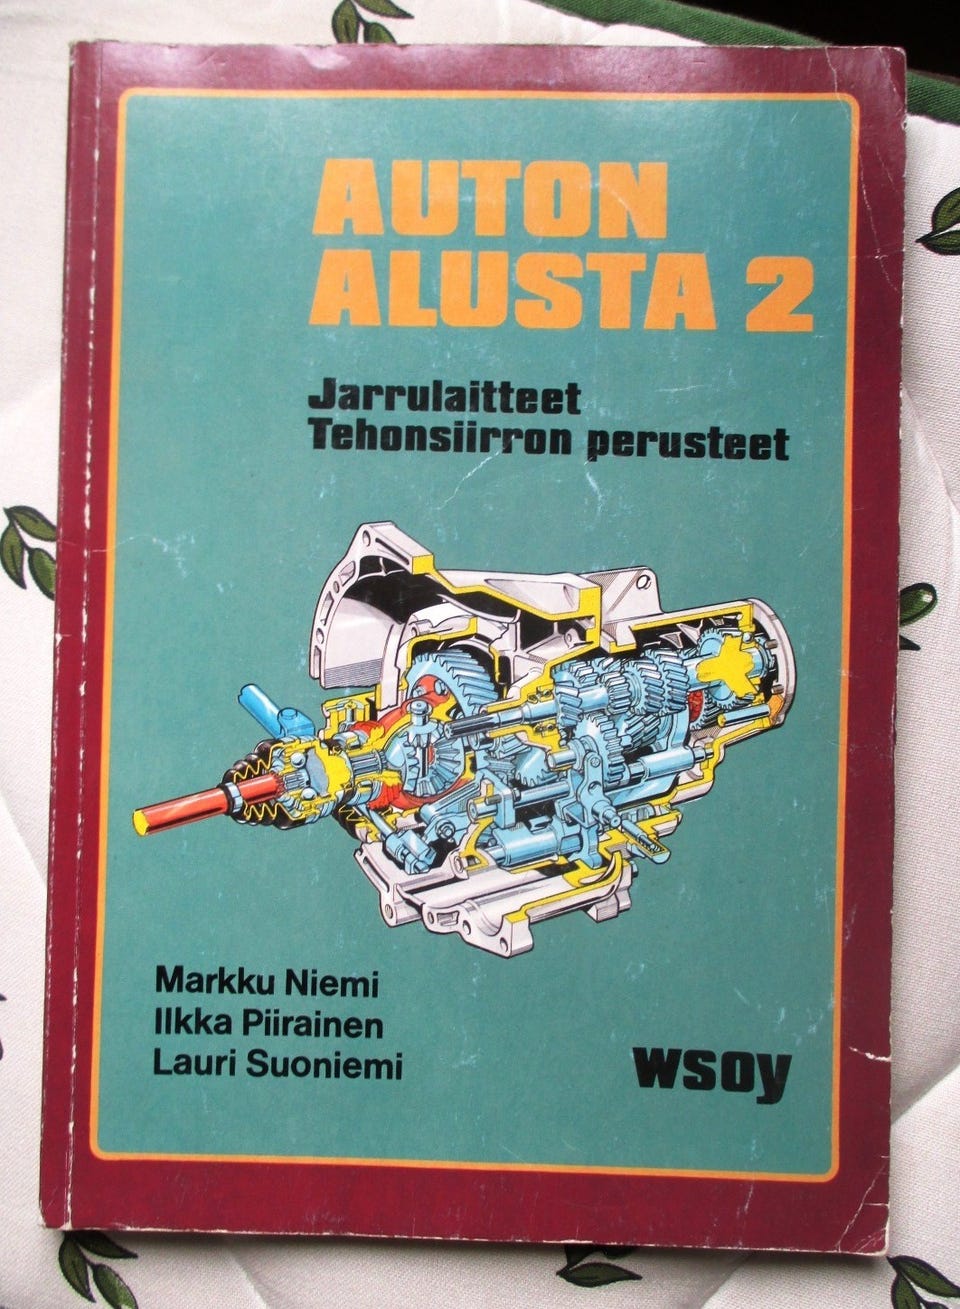 AUTON
ALUSTA 2
Jarrulaitteet
Tehonsiirron perusteet
Markku Niemi
Ilkka Piirainen
Lauri Suoniemi
wsoy